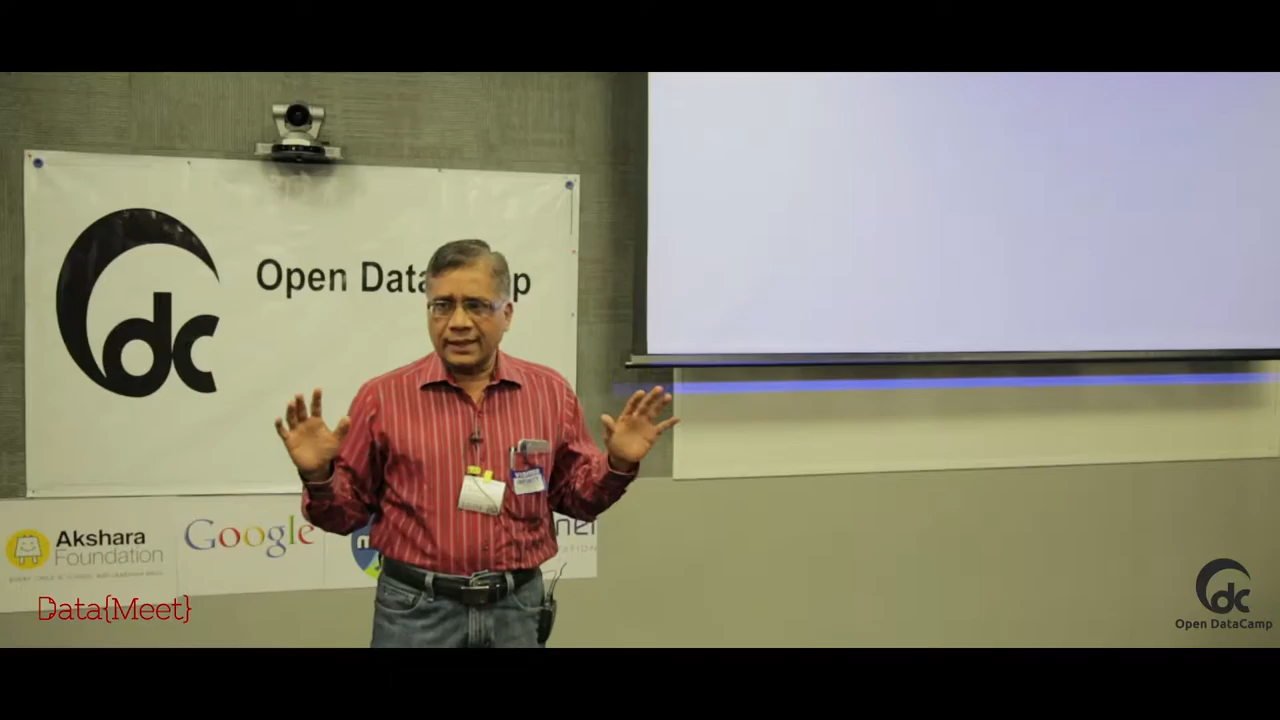 Open Data
p
dc
Akshara
Foundation
Google
Data{Meet}
dc
Open DataCamp